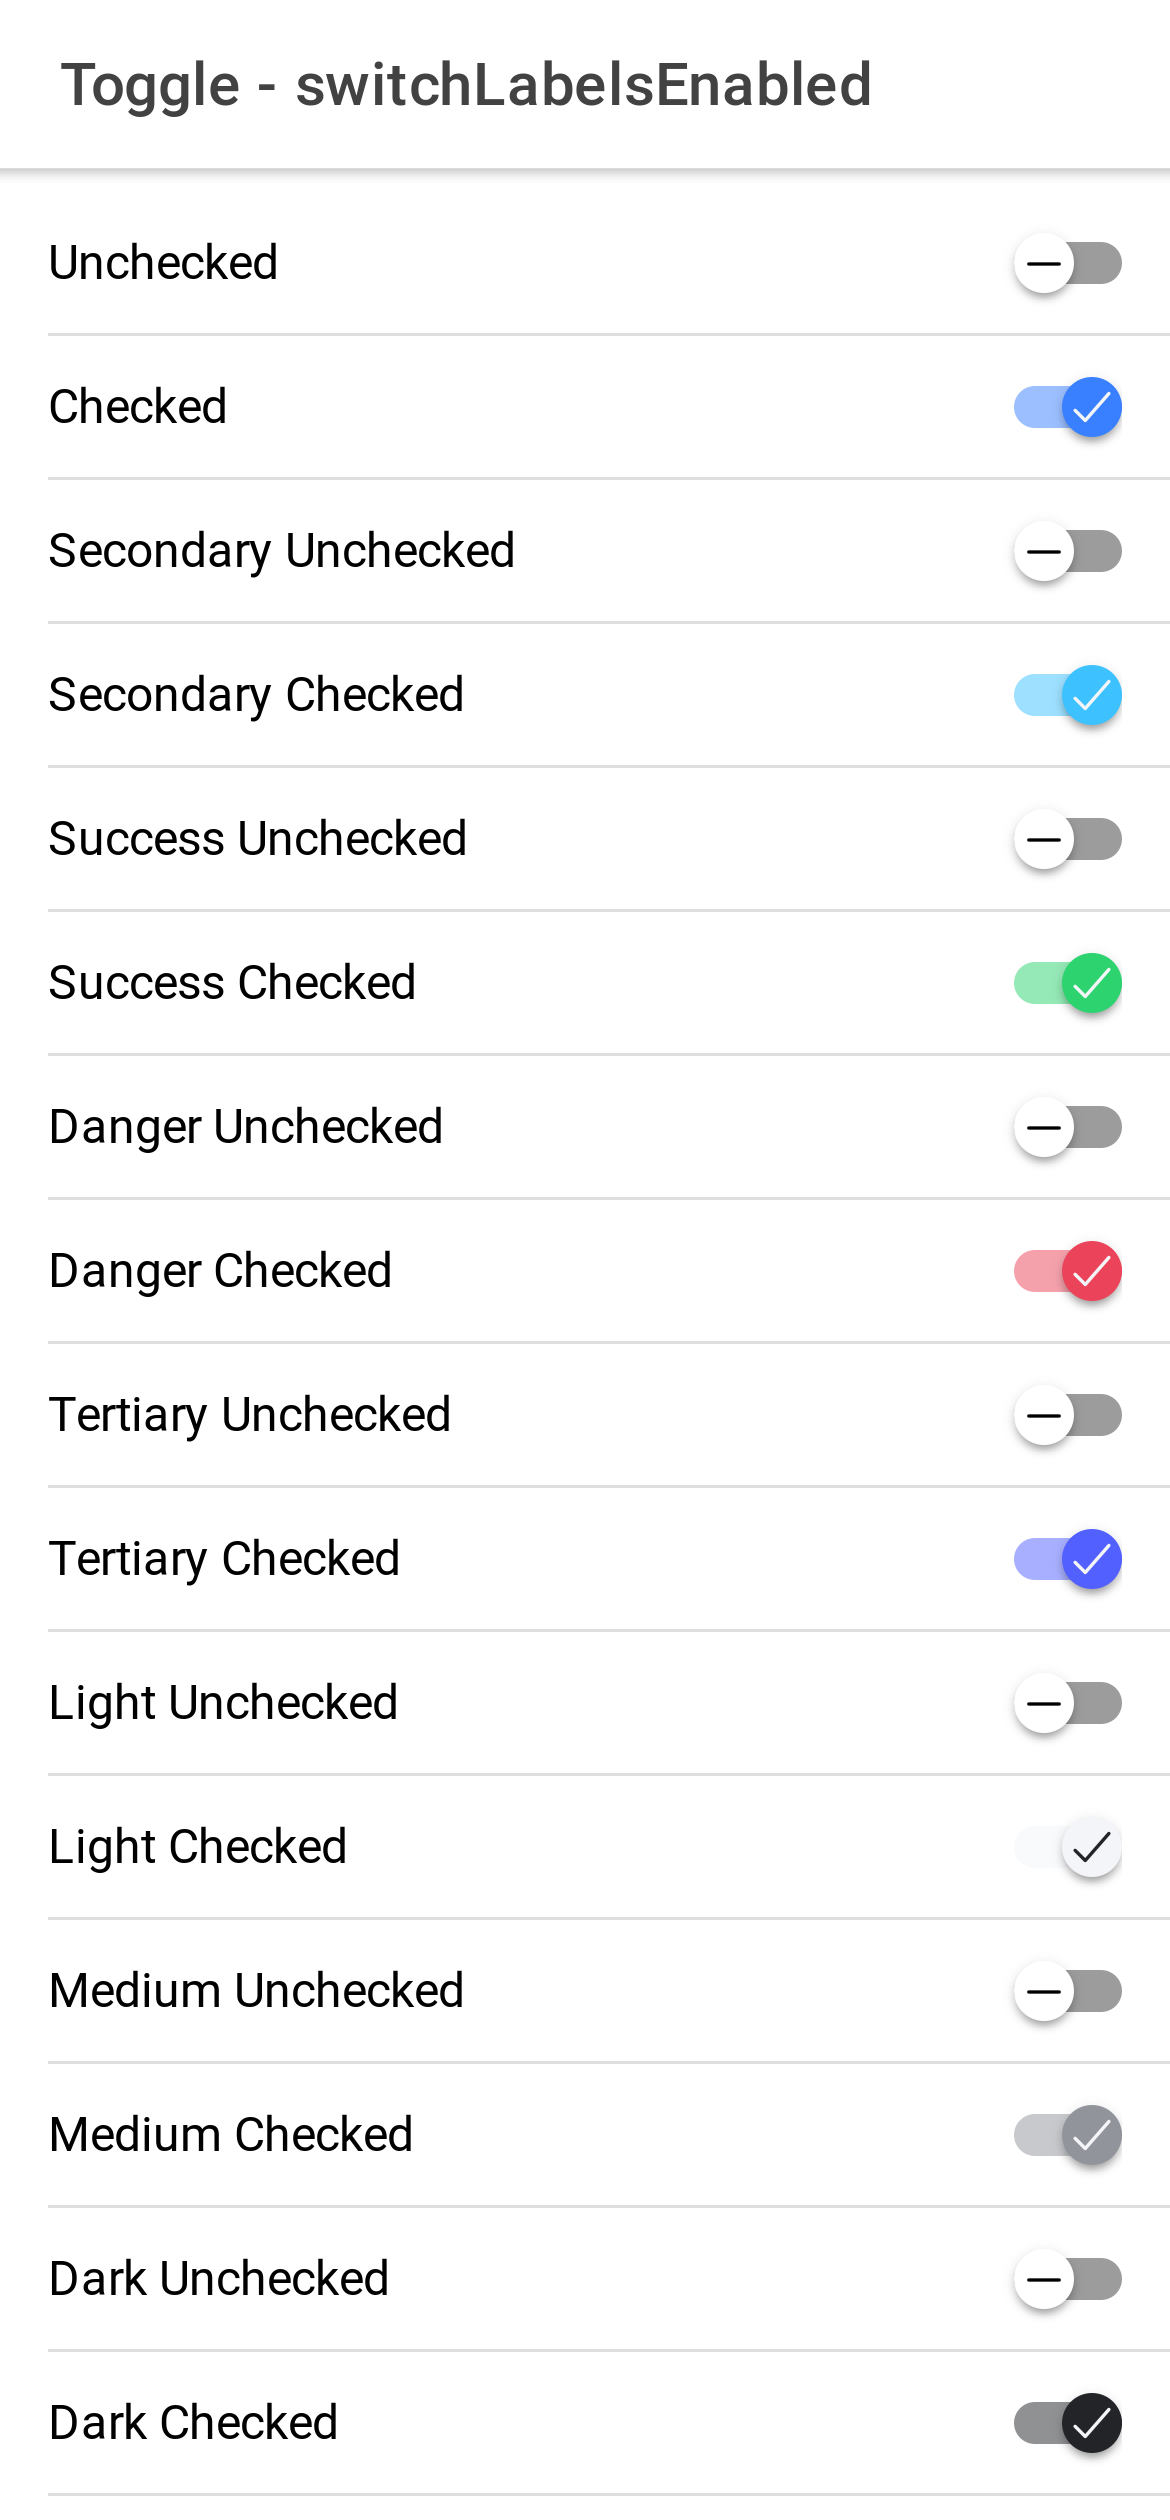 Toggle - switchLabelsEnabled
Unchecked
Checked
Secondary Unchecked
Secondary Checked
Success Unchecked
Success Checked
Danger Unchecked
Danger Checked
Tertiary Unchecked
Tertiary Checked
Light Unchecked
Light Checked
Medium Unchecked
Medium Checked
Dark Unchecked
Dark Checked